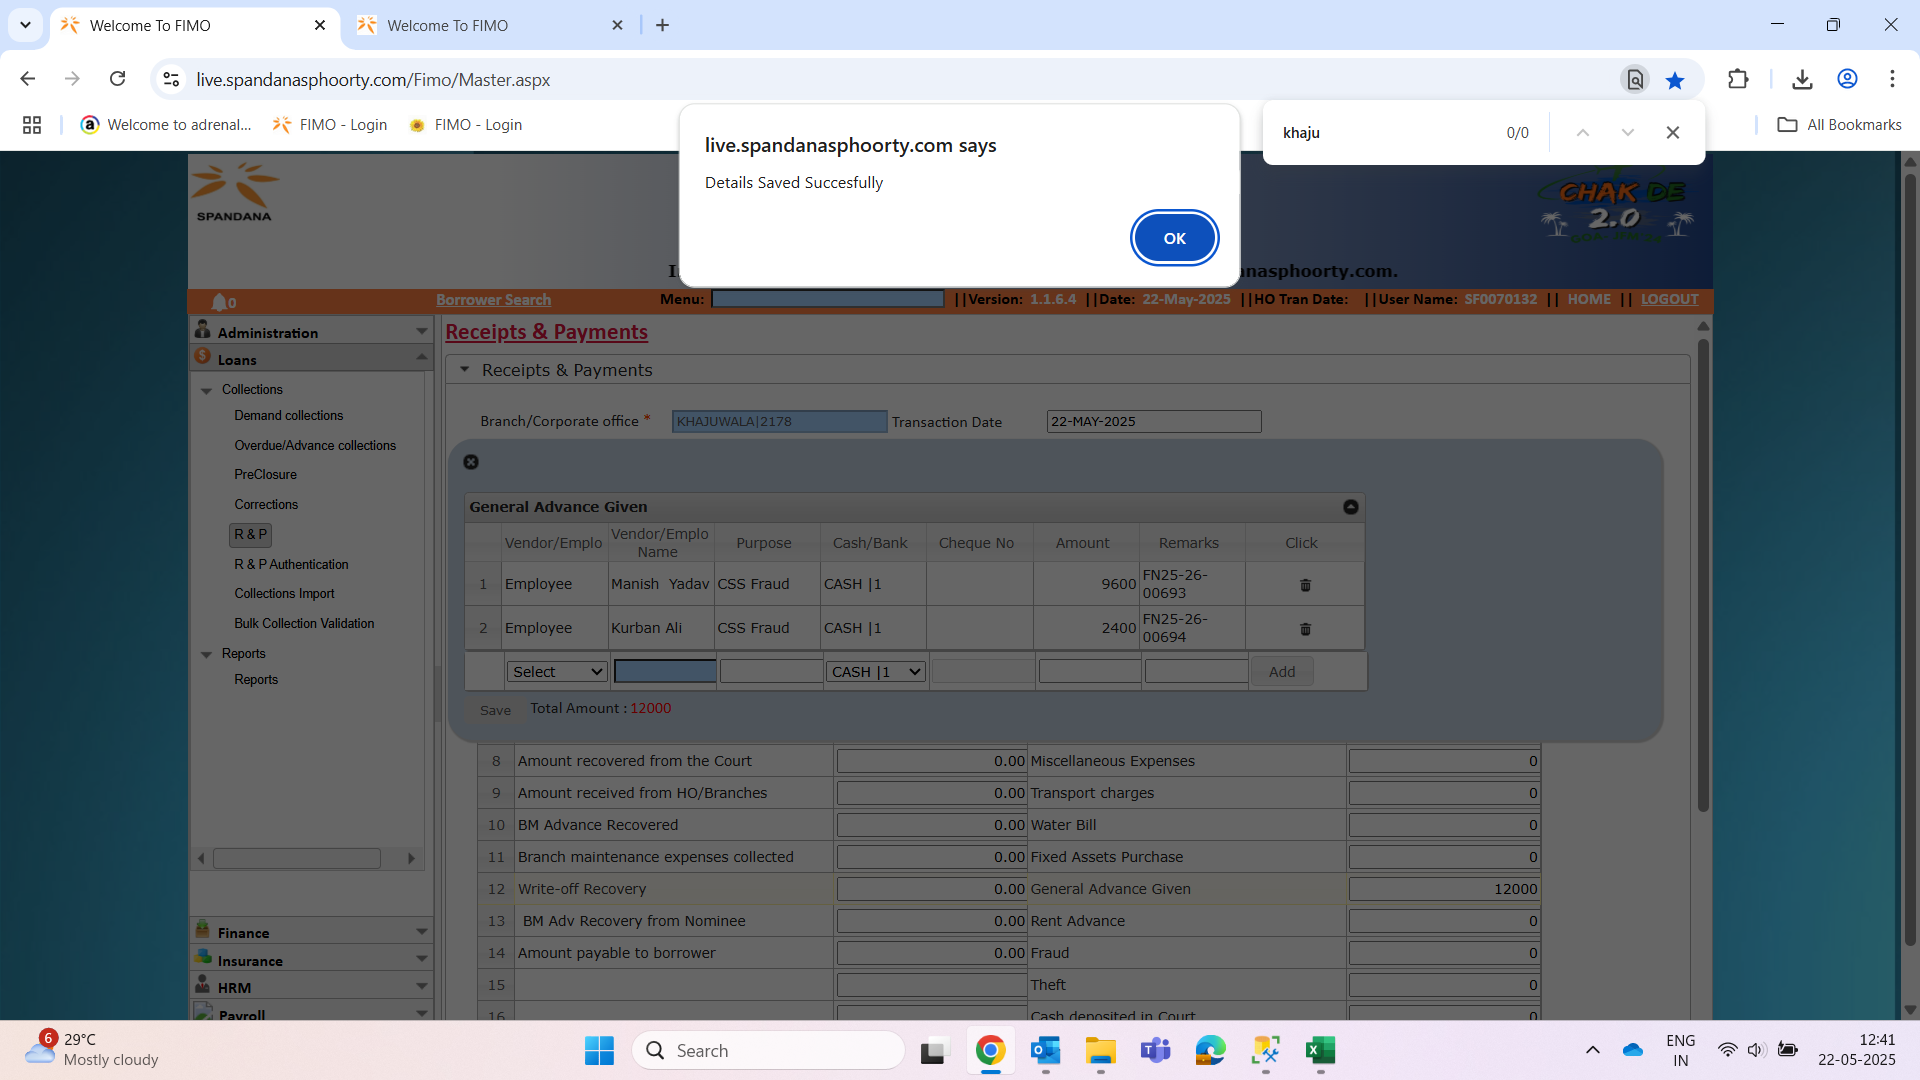 Welcome To FIMO
Welcome To FIMO
live.spandanasphoorty.com/Fimo/Master.aspx
Welcome to adrenal...
FIMO - Login
FIMO - Login
All Bookmarks
khaju 0/0
live.spandanasphoorty.com says
Details Saved Succesfully
OK
SPANDANA
CHAK DE
2.0
nasphoorty.com.
0
Borrower Search
Menu:
||Version: 1.1.6.4 ||Date: 22-May-2025 ||HO Tran Date: ||User Name: SF0070132 || HOME || LOGOUT
Administration
Loans
Collections
Demand collections
Overdue/Advance collections
PreClosure
Corrections
R & P
R & P Authentication
Collections Import
Bulk Collection Validation
Reports
Reports
Finance
Insurance
HRM
Payroll
Receipts & Payments
Receipts & Payments
Branch/Corporate office * KHAJUWALA|2178 Transaction Date 22-MAY-2025
General Advance Given
Vendor/Emplo Vendor/Emplo Name Purpose Cash/Bank Cheque No Amount Remarks Click
1 Employee Manish Yadav CSS Fraud CASH |1 9600 FN25-26-00693
2 Employee Kurban Ali CSS Fraud CASH |1 2400 FN25-26-00694
Select CASH |1 Add
Save Total Amount : 12000
8 Amount recovered from the Court 0.00 Miscellaneous Expenses 0
9 Amount received from HO/Branches 0.00 Transport charges 0
10 BM Advance Recovered 0.00 Water Bill 0
11 Branch maintenance expenses collected 0.00 Fixed Assets Purchase 0
12 Write-off Recovery 0.00 General Advance Given 12000
13 BM Adv Recovery from Nominee 0.00 Rent Advance 0
14 Amount payable to borrower 0.00 Fraud 0
15 Theft 0
16 Cash deposited in Court 0
6
29°C
Mostly cloudy
Search
ENG
IN
12:41
22-05-2025